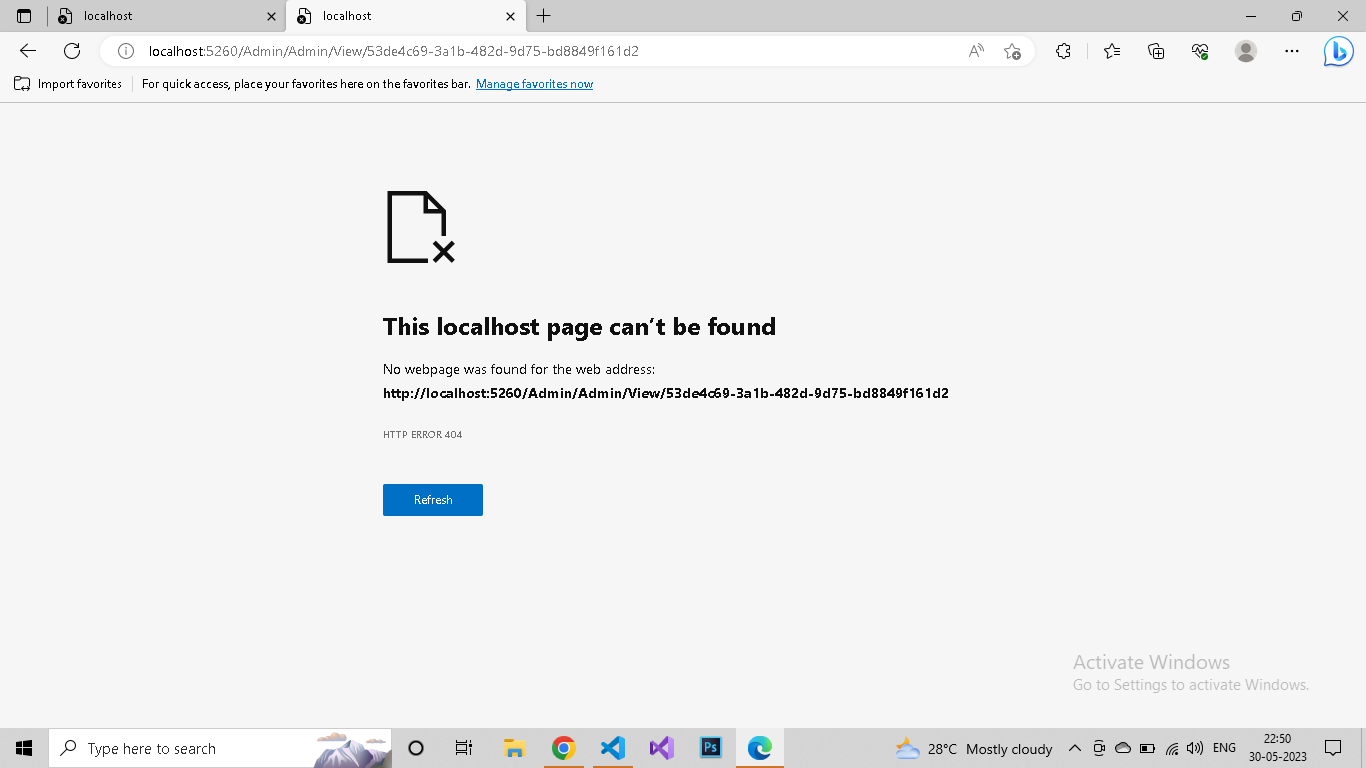 localhost
localhost
localhost:5260/Admin/Admin/View/53de4c69-3a1b-482d-9d75-bd8849f161d2
Import favorites
For quick access, place your favorites here on the favorites bar. Manage favorites now
This localhost page can't be found
No webpage was found for the web address:
http://localhost:5260/Admin/Admin/View/53de4c69-3a1b-482d-9d75-bd8849f161d2
HTTP ERROR 404
Refresh
Activate Windows
Go to Settings to activate Windows.
Type here to search
Ps
28°C Mostly cloudy
ENG
22:50
30-05-2023